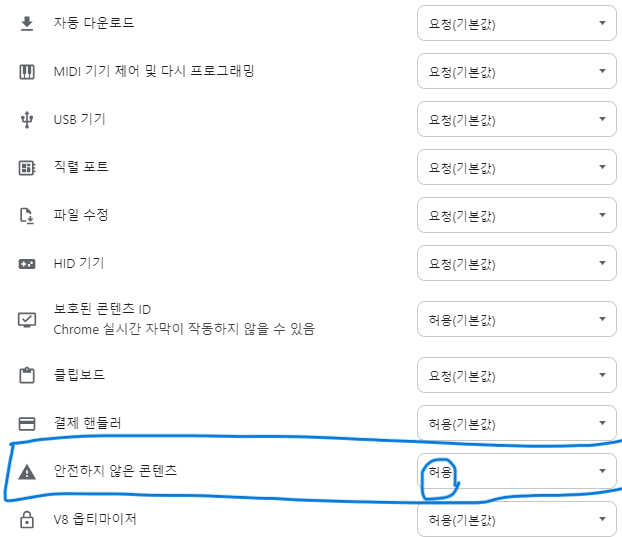 자동 다운로드
요청(기본값)
MIDI 기기 제어 및 다시 프로그래밍
요청(기본값)
USB 기기
요청(기본값)
직렬 포트
요청(기본값)
파일 수정
요청(기본값)
HID 기기
요청(기본값)
보호된 콘텐츠 ID
Chrome 실시간 자막이 작동하지 않을 수 있음
허용(기본값)
클립보드
요청(기본값)
결제 핸들러
허용(기본값)
안전하지 않은 콘텐츠
허용
V8 옵티마이저
허용(기본값)